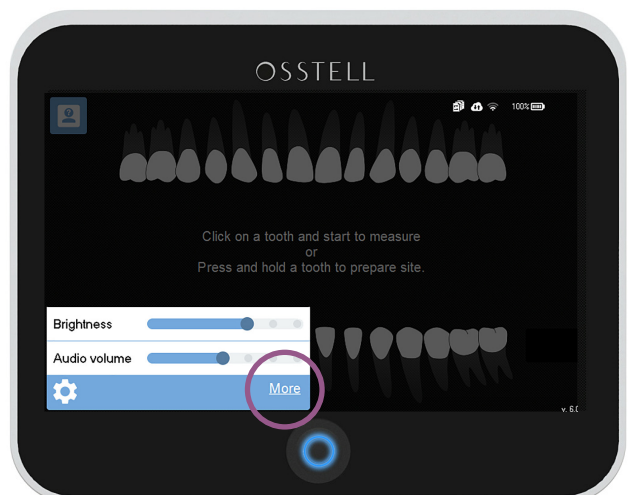 OSSTELL
100%
Click on a tooth and start to measure
or
Press and hold a tooth to prepare site.
Brightness
Audio volume
More
v. 6.0